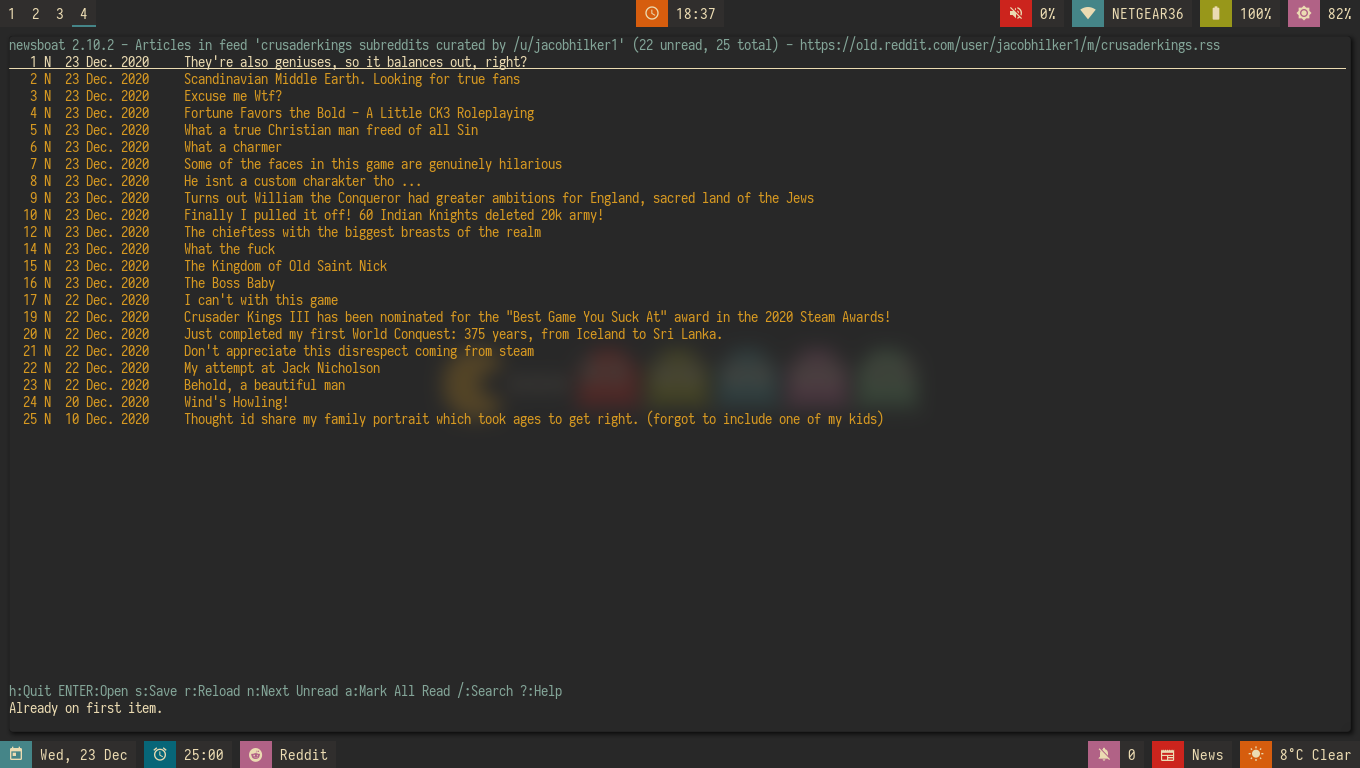 1 2 3 4 18:37 0% NETGEAR36 100% 82%
newsboat 2.10.2 - Articles in feed 'crusaderkings subreddits curated by /u/jacobhilker1' (22 unread, 25 total) - https://old.reddit.com/user/jacobhilker1/m/crusaderkings.rss
1 N 23 Dec. 2020 They're also geniuses, so it balances out, right?
2 N 23 Dec. 2020 Scandinavian Middle Earth. Looking for true fans
3 N 23 Dec. 2020 Excuse me Wtf?
4 N 23 Dec. 2020 Fortune Favors the Bold - A Little CK3 Roleplaying
5 N 23 Dec. 2020 What a true Christian man freed of all Sin
6 N 23 Dec. 2020 What a charmer
7 N 23 Dec. 2020 Some of the faces in this game are genuinely hilarious
8 N 23 Dec. 2020 He isnt a custom charakter tho ...
9 N 23 Dec. 2020 Turns out William the Conqueror had greater ambitions for England, sacred land of the Jews
10 N 23 Dec. 2020 Finally I pulled it off! 60 Indian Knights deleted 20k army!
12 N 23 Dec. 2020 The chieftess with the biggest breasts of the realm
14 N 23 Dec. 2020 What the fuck
15 N 23 Dec. 2020 The Kingdom of Old Saint Nick
16 N 23 Dec. 2020 The Boss Baby
17 N 22 Dec. 2020 I can't with this game
19 N 22 Dec. 2020 Crusader Kings III has been nominated for the "Best Game You Suck At" award in the 2020 Steam Awards!
20 N 22 Dec. 2020 Just completed my first World Conquest: 375 years, from Iceland to Sri Lanka.
21 N 22 Dec. 2020 Don't appreciate this disrespect coming from steam
22 N 22 Dec. 2020 My attempt at Jack Nicholson
23 N 22 Dec. 2020 Behold, a beautiful man
24 N 20 Dec. 2020 Wind's Howling!
25 N 10 Dec. 2020 Thought id share my family portrait which took ages to get right. (forgot to include one of my kids)
h:Quit ENTER:Open s:Save r:Reload n:Next Unread a:Mark All Read /:Search ?:Help
Already on first item.
Wed, 23 Dec 25:00 Reddit 0 News 8°C Clear